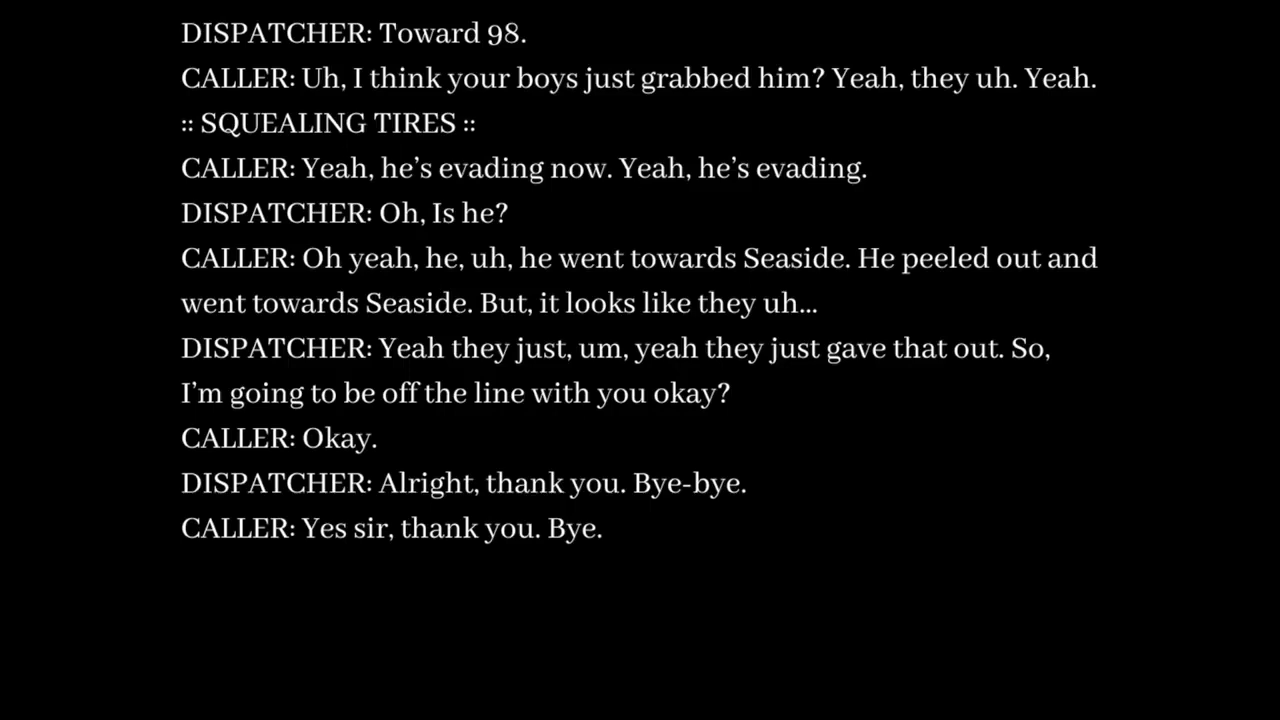 DISPATCHER: Toward 98.
CALLER: Uh, I think your boys just grabbed him? Yeah, they uh. Yeah.
:: SQUEALING TIRES ::
CALLER: Yeah, he’s evading now. Yeah, he’s evading.
DISPATCHER: Oh, Is he?
CALLER: Oh yeah, he, uh, he went towards Seaside. He peeled out and
went towards Seaside. But, it looks like they uh...
DISPATCHER: Yeah they just, um, yeah they just gave that out. So,
I’m going to be off the line with you okay?
CALLER: Okay.
DISPATCHER: Alright, thank you. Bye-bye.
CALLER: Yes sir, thank you. Bye.